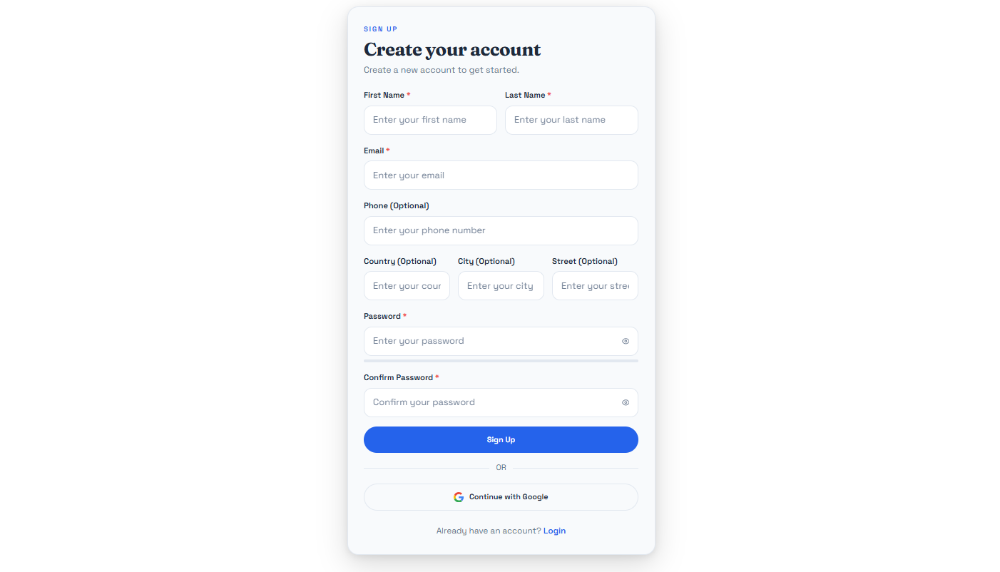 SIGN UP
Create your account
Create a new account to get started.
First Name * Last Name *
Enter your first name Enter your last name
Email *
Enter your email
Phone (Optional)
Enter your phone number
Country (Optional) City (Optional) Street (Optional)
Enter your cour Enter your city Enter your stre
Password *
Enter your password
Confirm Password *
Confirm your password
Sign Up
OR
Continue with Google
Already have an account? Login